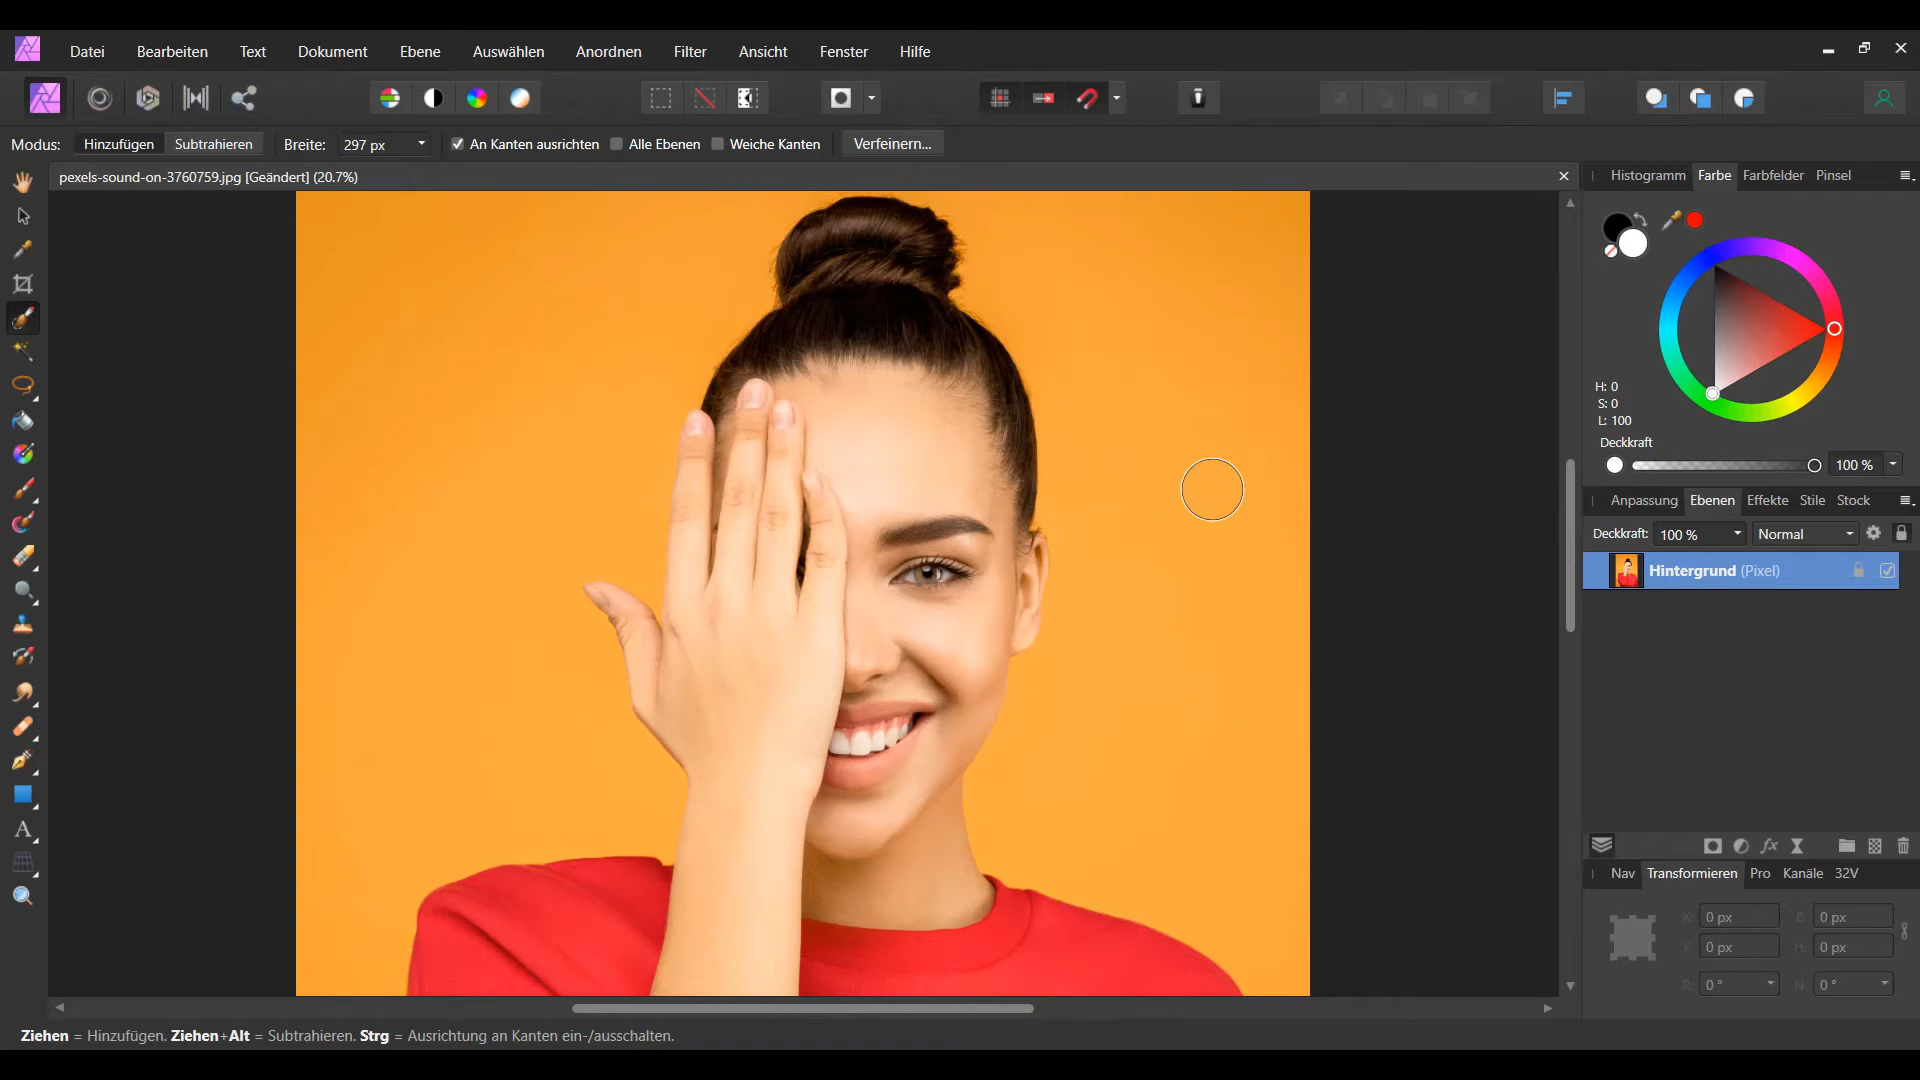 Datei Bearbeiten Text Dokument Ebene Auswählen Anordnen Filter Ansicht Fenster Hilfe
Modus: Hinzufügen Subtrahieren Breite: 297 px An Kanten ausrichten Alle Ebenen Weiche Kanten Verfeinern...
pexels-sound-on-3760759.jpg [Geändert] (20.7%)
Histogramm Farbe Farbfelder Pinsel
H: 0
S: 0
L: 100
Deckkraft
100 %
Anpassung Ebenen Effekte Stile Stock
Deckkraft: 100 % Normal
Hintergrund (Pixel)
Nav Transformieren Pro Kanäle 32V
X: 0 px B: 0 px
Y: 0 px H: 0 px
R: 0 ° N: 0 °
Ziehen = Hinzufügen. Ziehen+Alt = Subtrahieren. Strg = Ausrichtung an Kanten ein-/ausschalten.